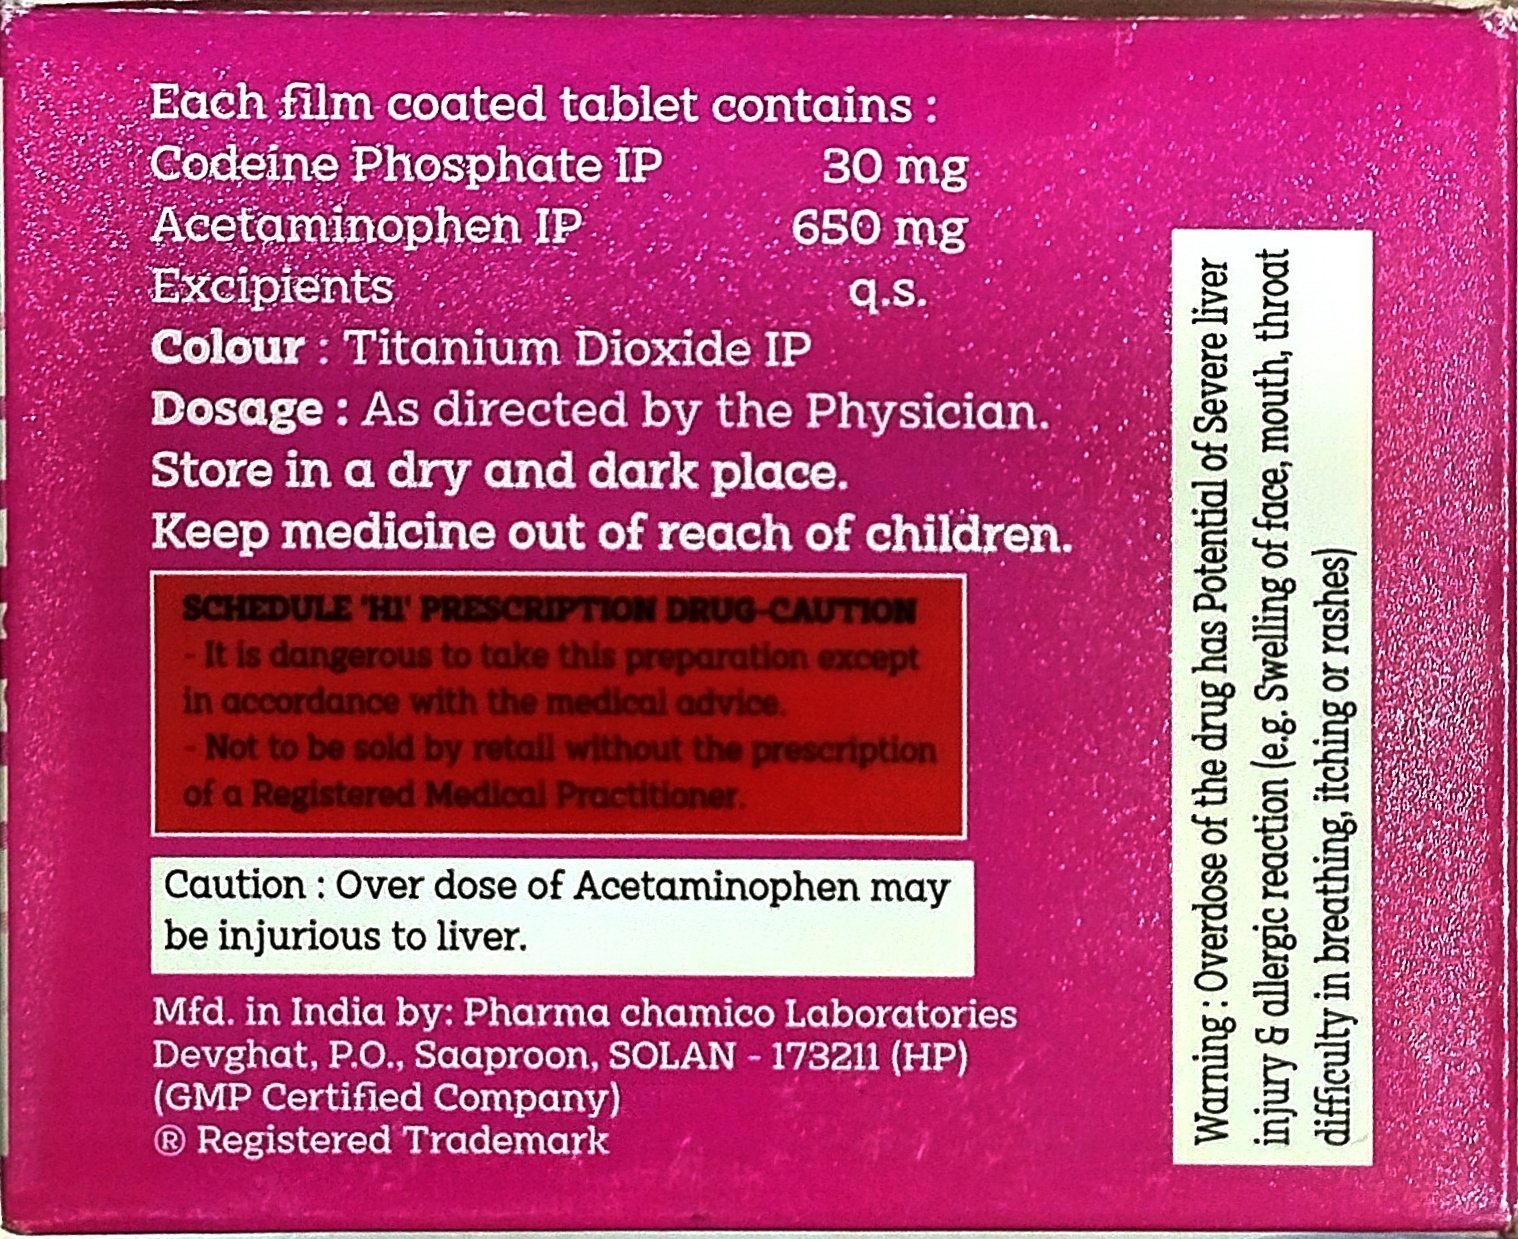 Each film coated tablet contains :
Codeine Phosphate IP 30 mg
Acetaminophen IP 650 mg
Excipients q.s.
Colour : Titanium Dioxide IP
Dosage : As directed by the Physician.
Store in a dry and dark place.
Keep medicine out of reach of children.
SCHEDULE 'H1' PRESCRIPTION DRUG-CAUTION
- It is dangerous to take this preparation except
in accordance with the medical advice.
- Not to be sold by retail without the prescription
of a Registered Medical Practitioner.
Caution : Over dose of Acetaminophen may
be injurious to liver.
Mfd. in India by: Pharma chamico Laboratories
Devghat, P.O., Saaproon, SOLAN - 173211 (HP)
(GMP Certified Company)
® Registered Trademark
Warning : Overdose of the drug has Potential of Severe liver
injury & allergic reaction (e.g. Swelling of face, mouth, throat
difficulty in breathing, itching or rashes)